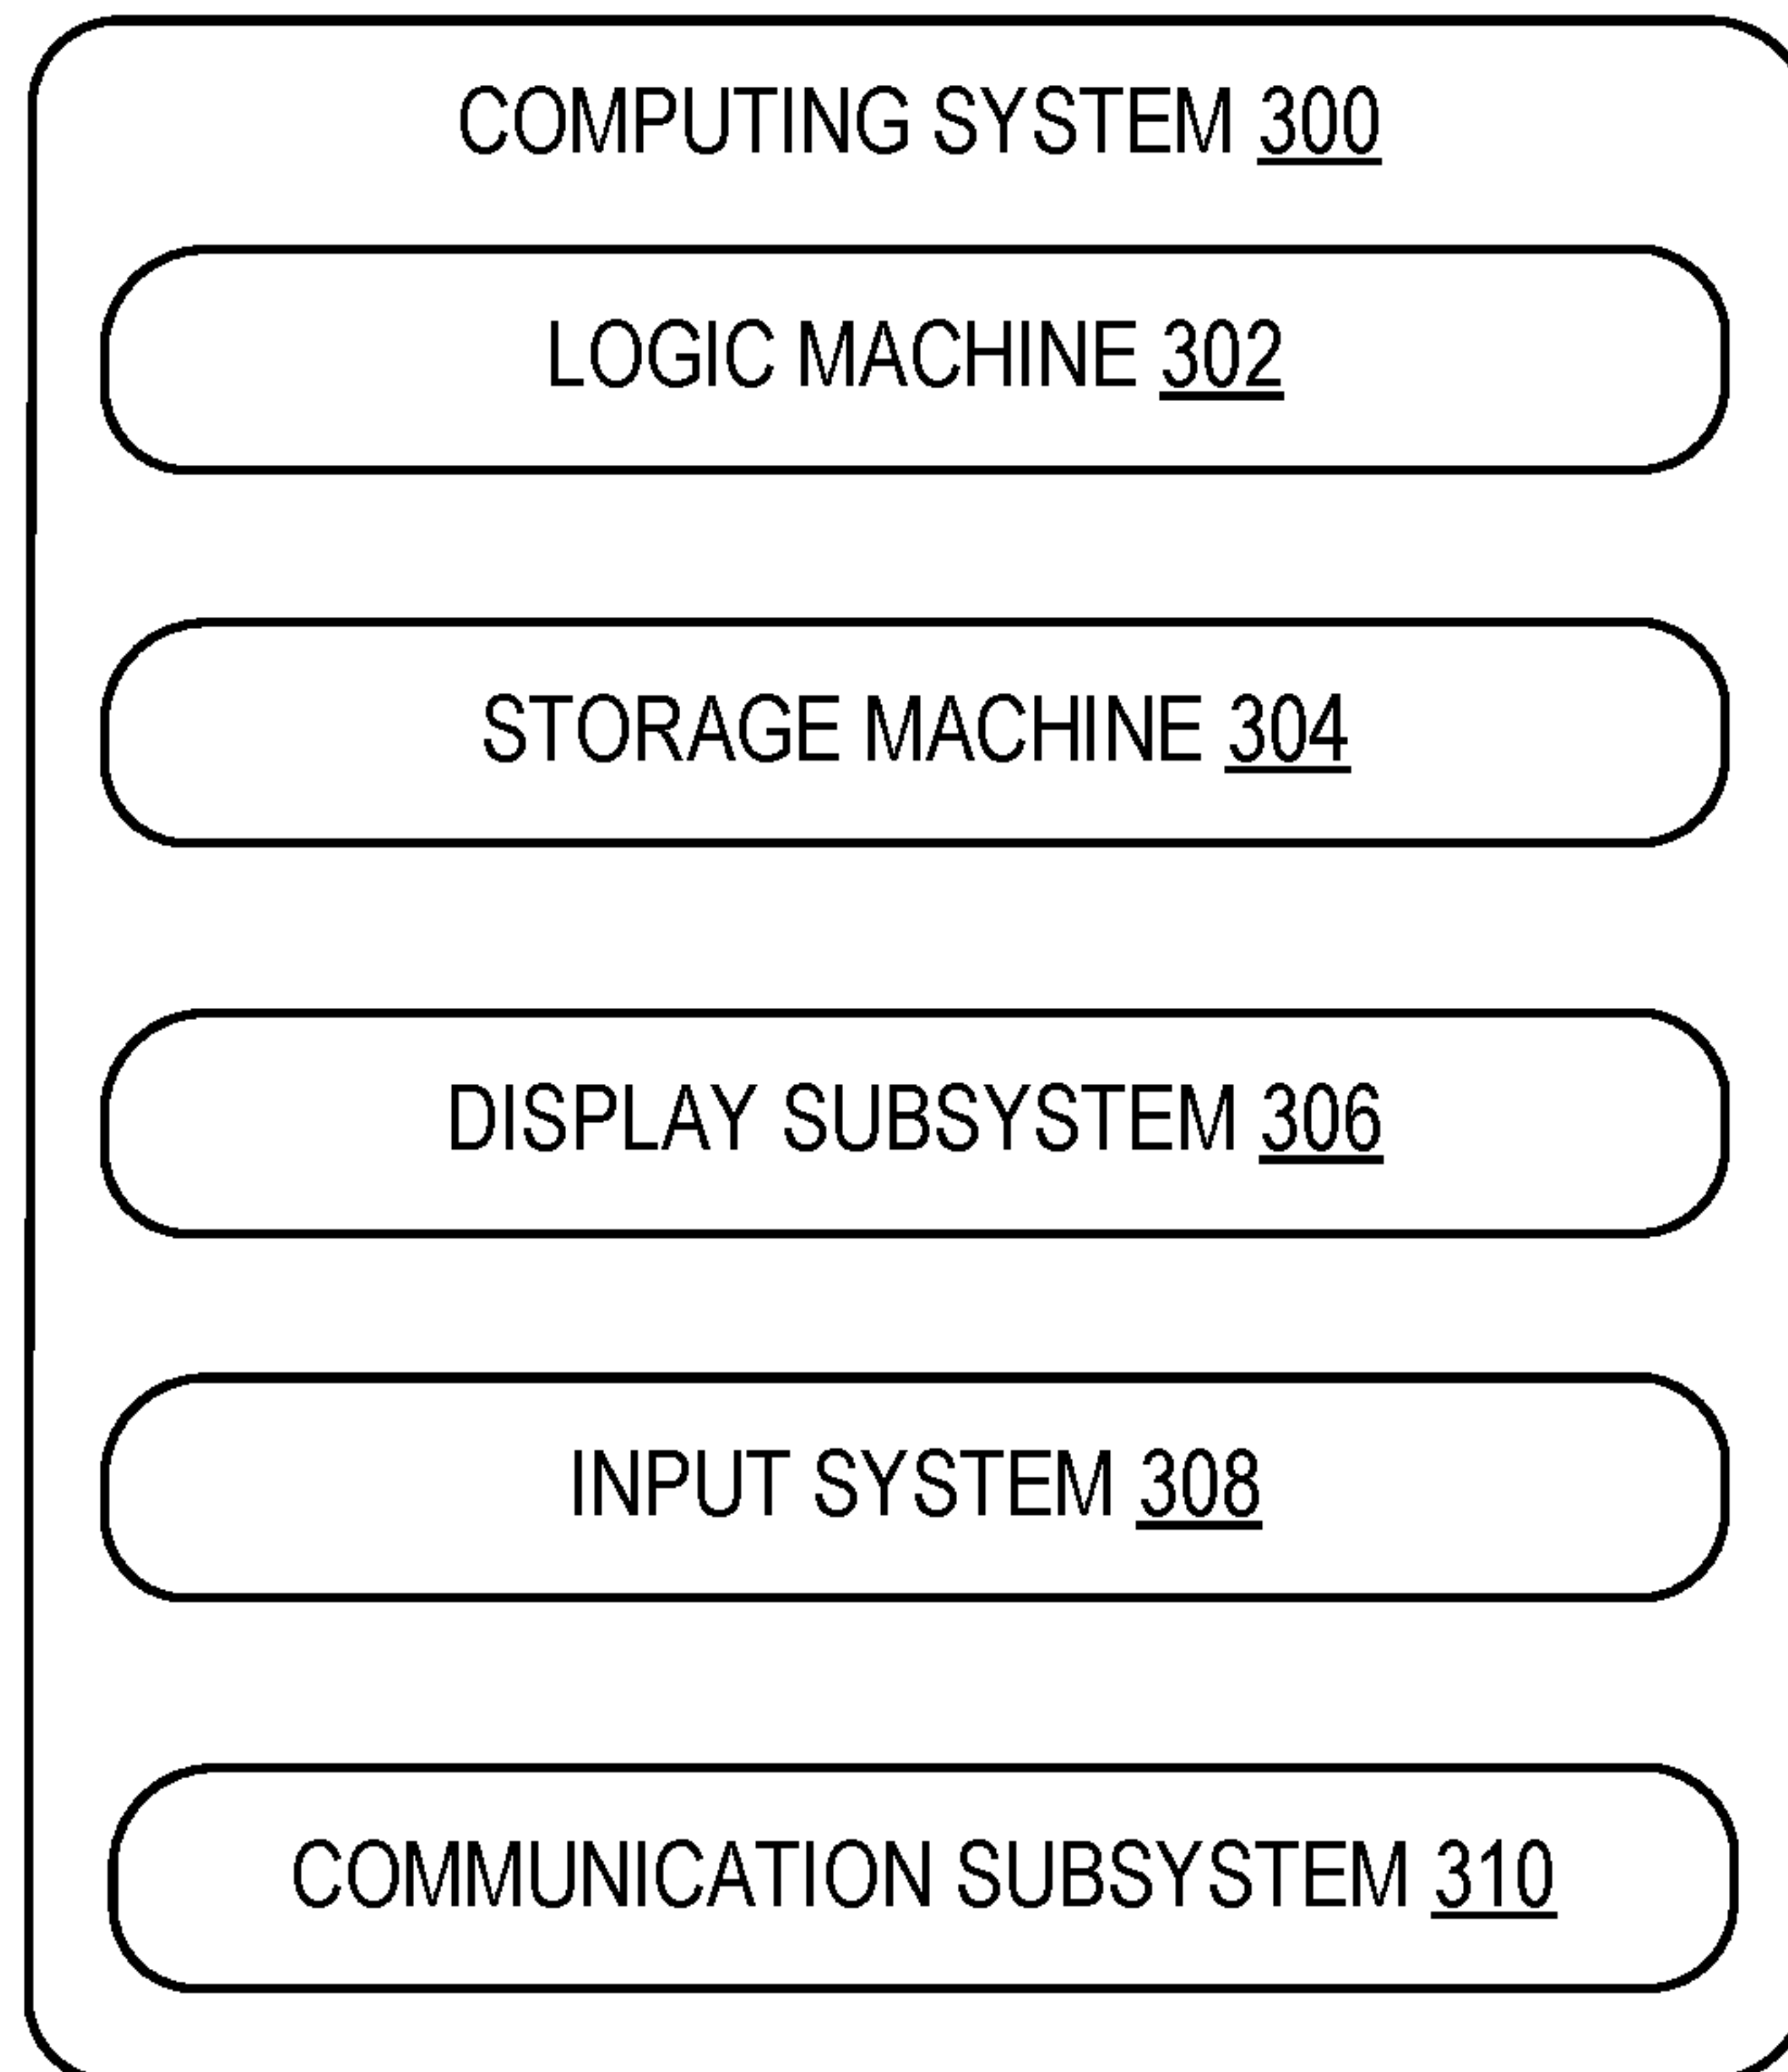 COMPUTING SYSTEM 300
LOGIC MACHINE 302
STORAGE MACHINE 304
DISPLAY SUBSYSTEM 306
INPUT SYSTEM 308
COMMUNICATION SUBSYSTEM 310